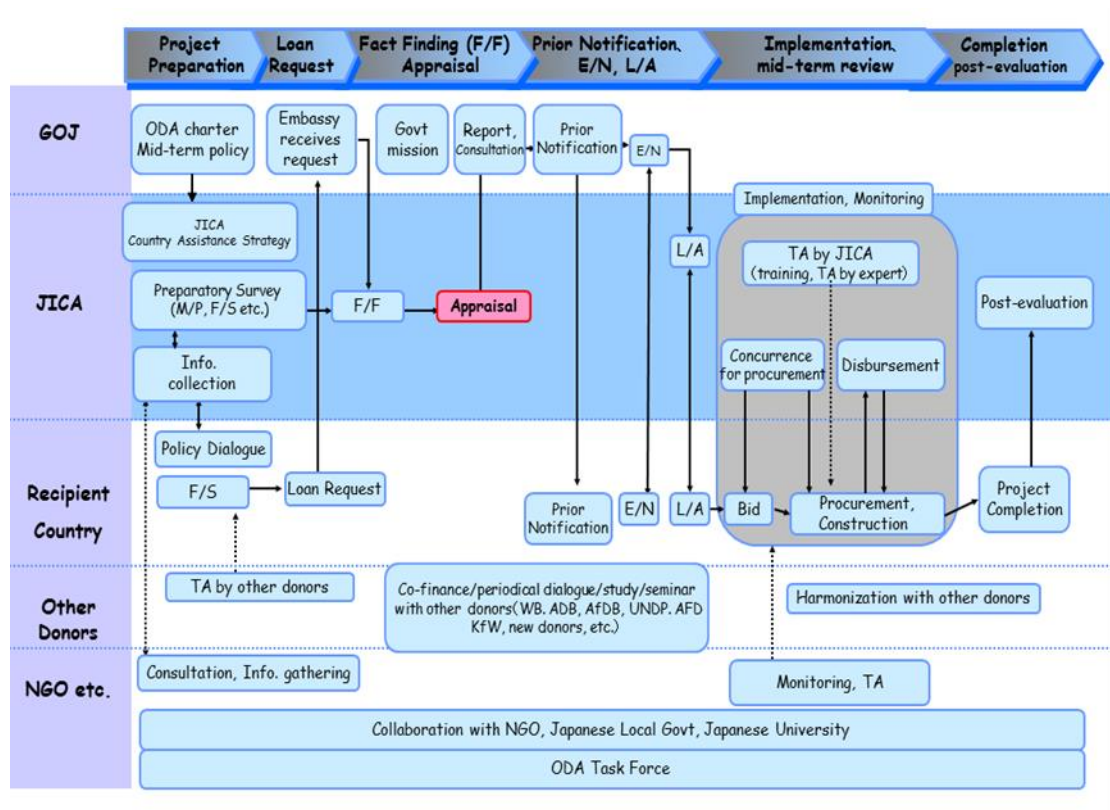 Project
Preparation
Loan
Request
Fact Finding (F/F)
Appraisal
Prior Notification、
E/N, L/A
Implementation、
mid-term review
Completion
post-evaluation
GOJ
ODA charter
Mid-term policy
Embassy
receives
request
Govt
mission
Report,
Consultation
Prior
Notification
E/N
Implementation, Monitoring
JICA
JICA
Country Assistance Strategy
L/A
TA by JICA
(training, TA by expert)
Preparatory Survey
(M/P, F/S etc.)
F/F
Appraisal
Post-evaluation
Info.
collection
Concurrence
for procurement
Disbursement
Recipient
Country
Policy Dialogue
F/S
Loan Request
Prior
Notification
E/N
L/A
Bid
Procurement,
Construction
Project
Completion
Other
Donors
TA by other donors
Co-finance/periodical dialogue/study/seminar
with other donors(WB. ADB, AfDB, UNDP. AFD
KfW, new donors, etc.)
Harmonization with other donors
NGO etc.
Consultation, Info. gathering
Monitoring, TA
Collaboration with NGO, Japanese Local Govt, Japanese University
ODA Task Force